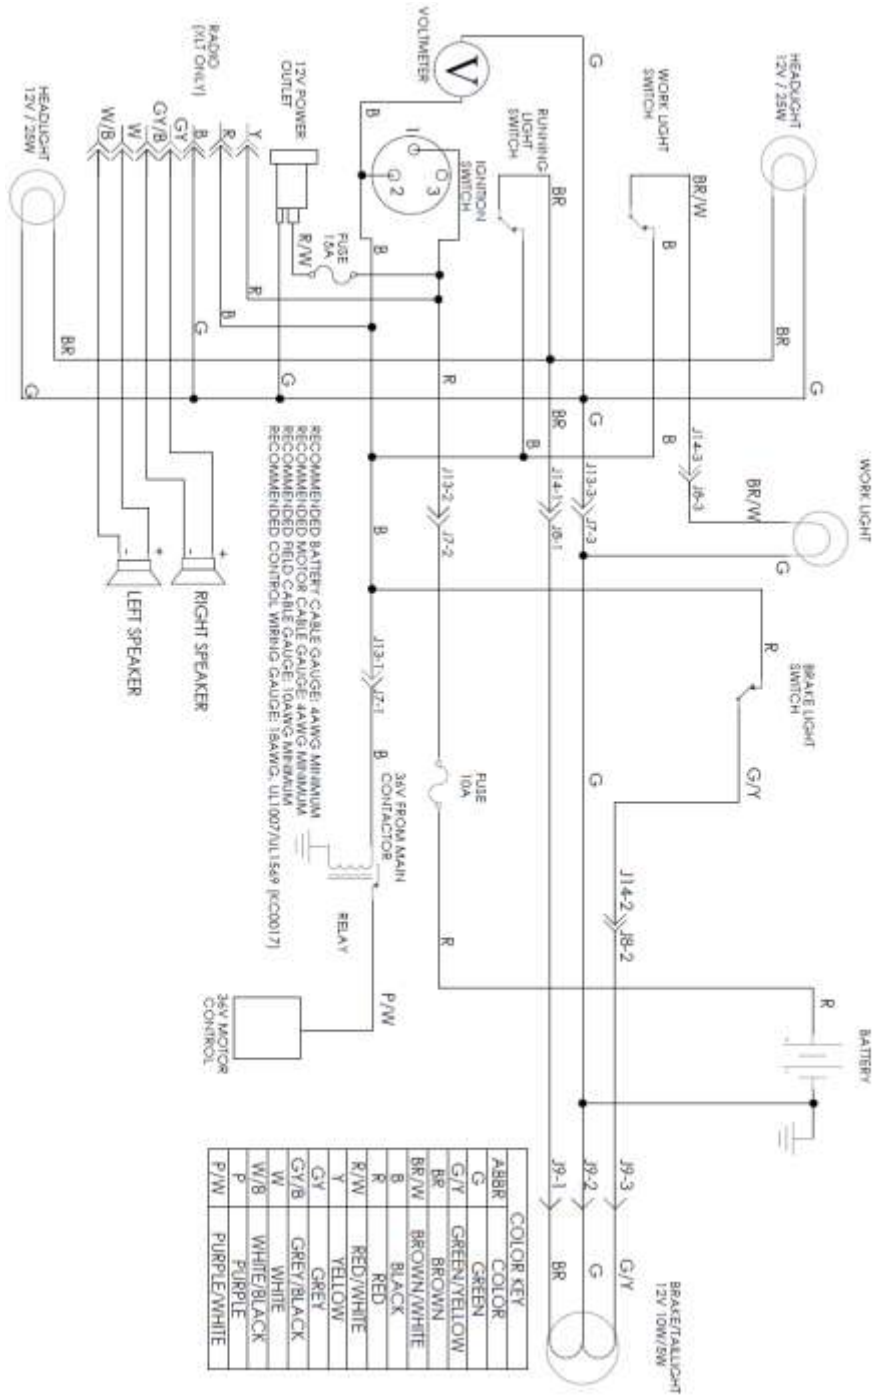 VOLTMETER
G
HEADLIGHT
12V / 25W
WORK LIGHT
SWITCH
RUNNING
LIGHT
SWITCH
IGNITION
SWITCH
1
2
3
V
B
12V POWER
OUTLET
RADIO
(XLT ONLY)
HEADLIGHT
12V / 25W
W/B
W
GY/B
GY
B
R
Y
R/W
FUSE
15A
B
BR
BR/W
B
R
B
G
BR
G
G
R
BR
G
B
B
BR
G
J14-3
J8-3
BR/W
WORK LIGHT
G
J13-3
J7-3
J14-1
J8-1
J13-2
J7-2
B
RECOMMENDED BATTERY CABLE GAUGE: 4AWG MINIMUM
RECOMMENDED MOTOR CABLE GAUGE: 4AWG MINIMUM
RECOMMENDED FIELD CABLE GAUGE: 10AWG MINIMUM
RECOMMENDED CONTROL WIRING GAUGE: 18AWG, UL1007/UL1569 (KC0017)
+
-
RIGHT SPEAKER
+
-
LEFT SPEAKER
J13-1
J7-1
B
R
BRAKE LIGHT
SWITCH
G/Y
G
FUSE
10A
36V FROM MAIN
CONTACTOR
RELAY
J14-2
J8-2
R
P/W
36V MOTOR
CONTROL
R
BATTERY
J9-3
J9-2
J9-1
G/Y
G
BR
BRAKE/TAILLIGHT
12V 10W/5W
COLOR KEY
ABBR COLOR
G GREEN
G/Y GREEN/YELLOW
BR BROWN
BR/W BROWN/WHITE
B BLACK
R RED
R/W RED/WHITE
Y YELLOW
GY GREY
GY/B GREY/BLACK
W WHITE
W/B WHITE/BLACK
P PURPLE
P/W PURPLE/WHITE